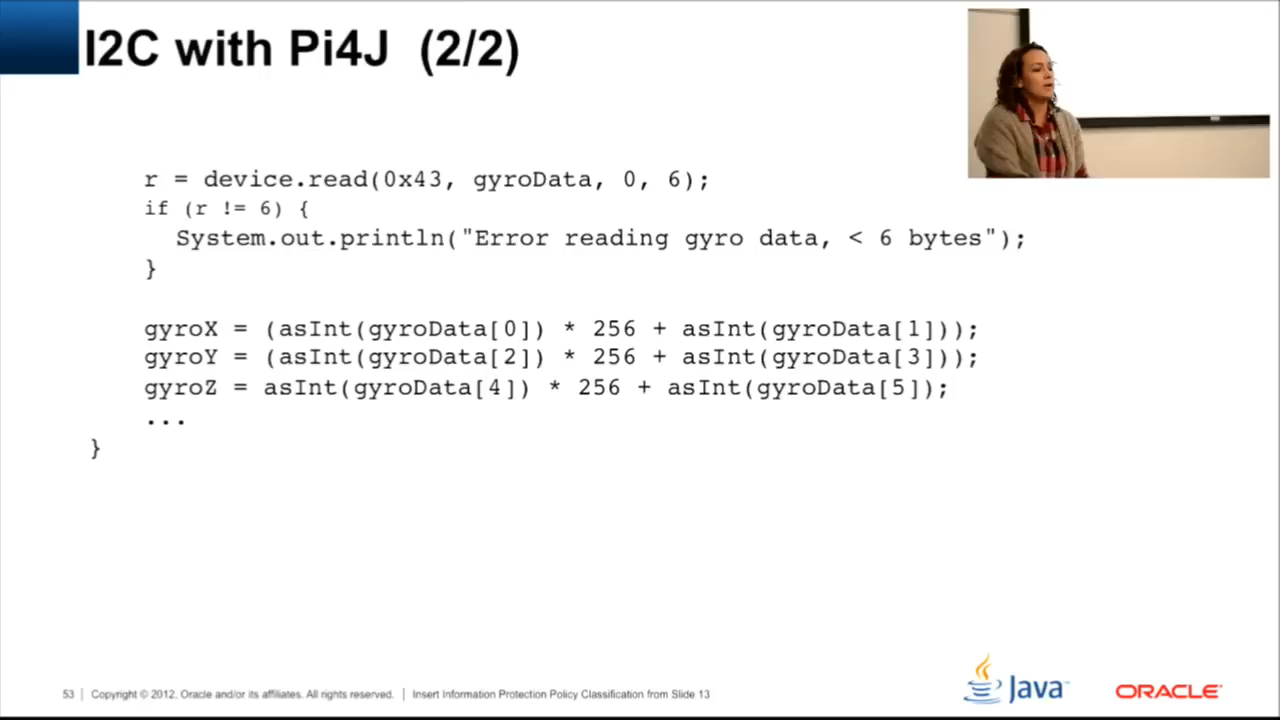 I2C with Pi4J (2/2)
r = device.read(0x43, gyroData, 0, 6);
if (r != 6) {
System.out.println("Error reading gyro data, < 6 bytes");
}
gyroX = (asInt(gyroData[0]) * 256 + asInt(gyroData[1]));
gyroY = (asInt(gyroData[2]) * 256 + asInt(gyroData[3]));
gyroZ = asInt(gyroData[4]) * 256 + asInt(gyroData[5]);
...
}
53 | Copyright © 2012, Oracle and/or its affiliates. All rights reserved. | Insert Information Protection Policy Classification from Slide 13
Java™
ORACLE®